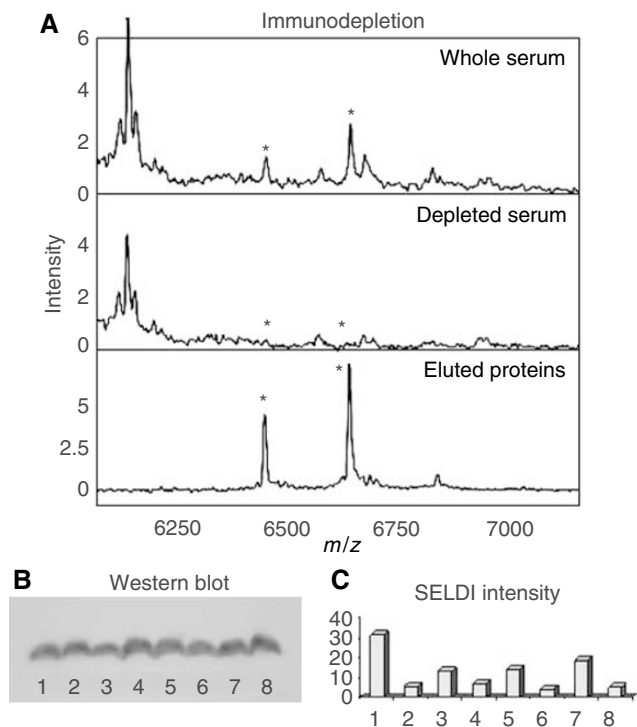 A
Immunodepletion
Whole serum
6
4
2
0
*
*
Depleted serum
4
2
0
*
*
Eluted proteins
5
2.5
0
*
*
Intensity
6250 6500 6750 7000
m/z
B
Western blot
1 2 3 4 5 6 7 8
C
SELDI intensity
40
30
20
10
0
1 2 3 4 5 6 7 8